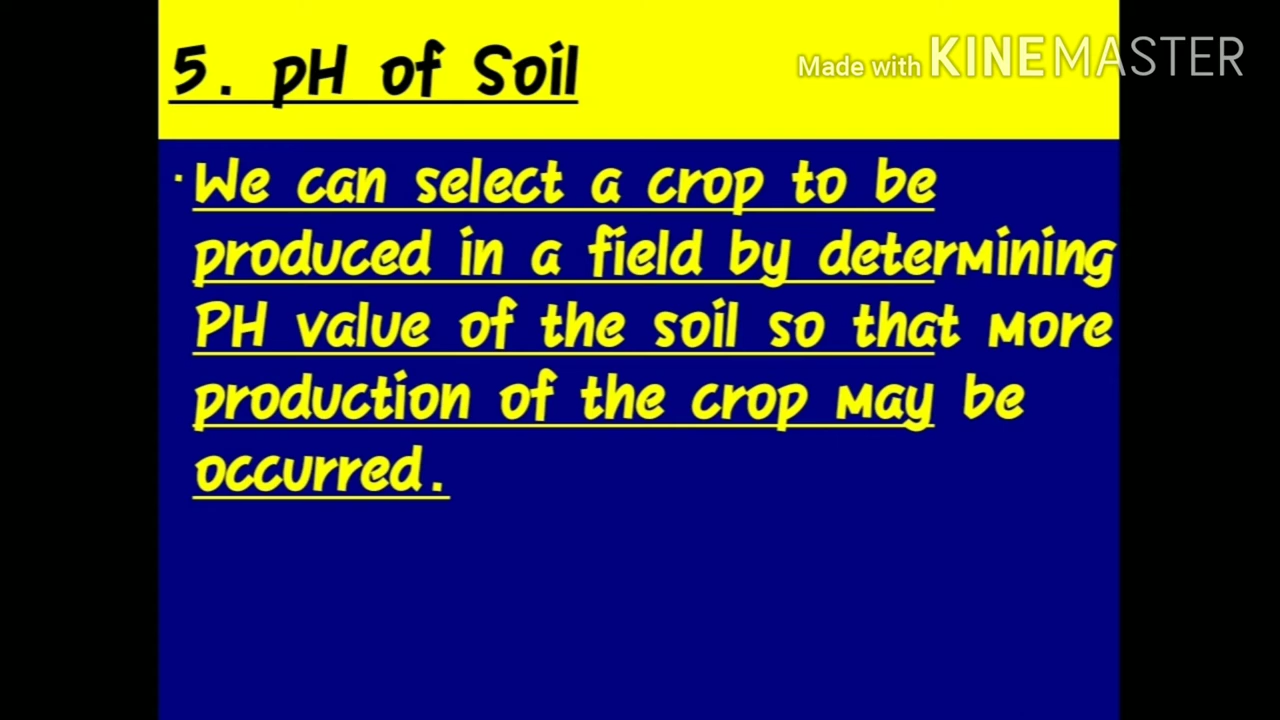 5. pH of Soil
Made with KINEMASTER
· We can select a crop to be
produced in a field by determining
PH value of the soil so that more
production of the crop may be
occurred.